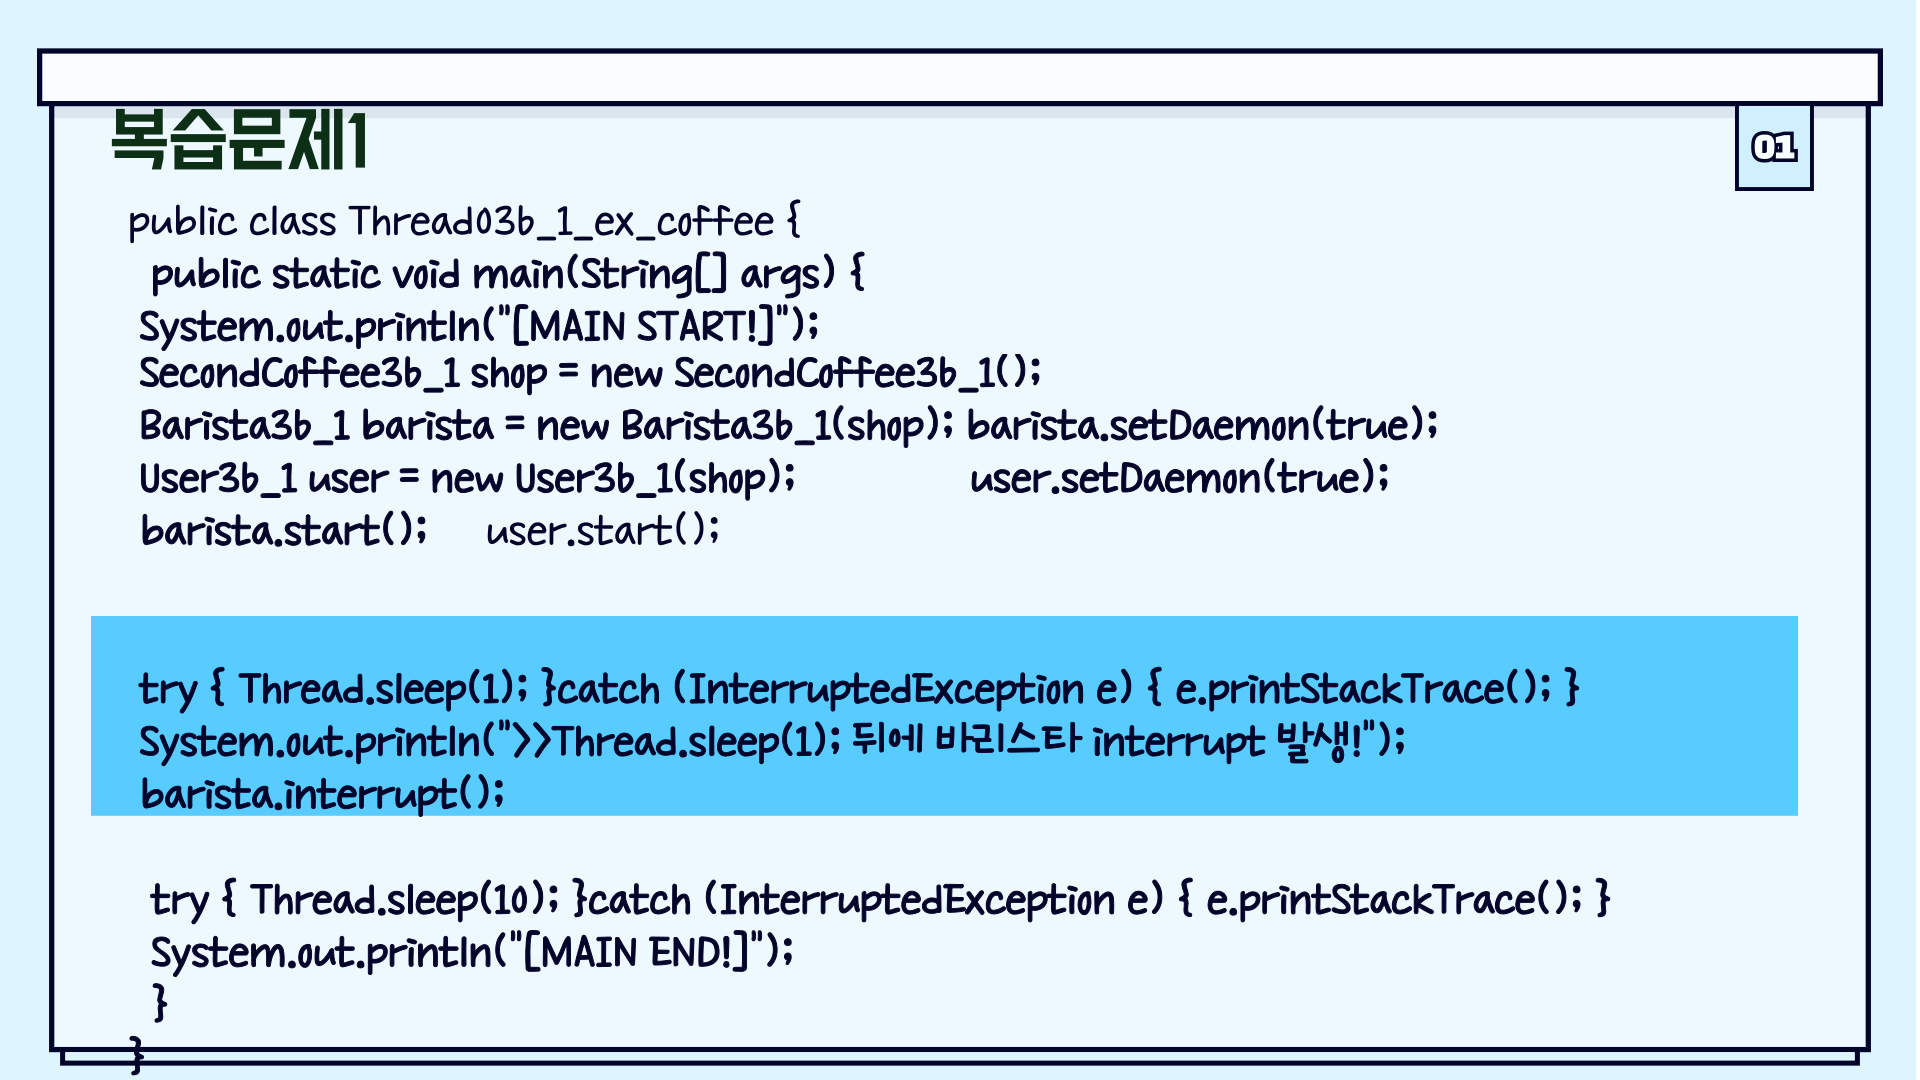 복습문제1
01
public class Thread03b_1_ex_coffee {
public static void main(String[] args) {
System.out.println("[MAIN START!]");
SecondCoffee3b_1 shop = new SecondCoffee3b_1();
Barista3b_1 barista = new Barista3b_1(shop); barista.setDaemon(true);
User3b_1 user = new User3b_1(shop); user.setDaemon(true);
barista.start(); user.start();
try { Thread.sleep(1); }catch (InterruptedException e) { e.printStackTrace(); }
System.out.println(">>Thread.sleep(1); 뒤에 바리스타 interrupt 발생!");
barista.interrupt();
try { Thread.sleep(10); }catch (InterruptedException e) { e.printStackTrace(); }
System.out.println("[MAIN END!]");
}
}